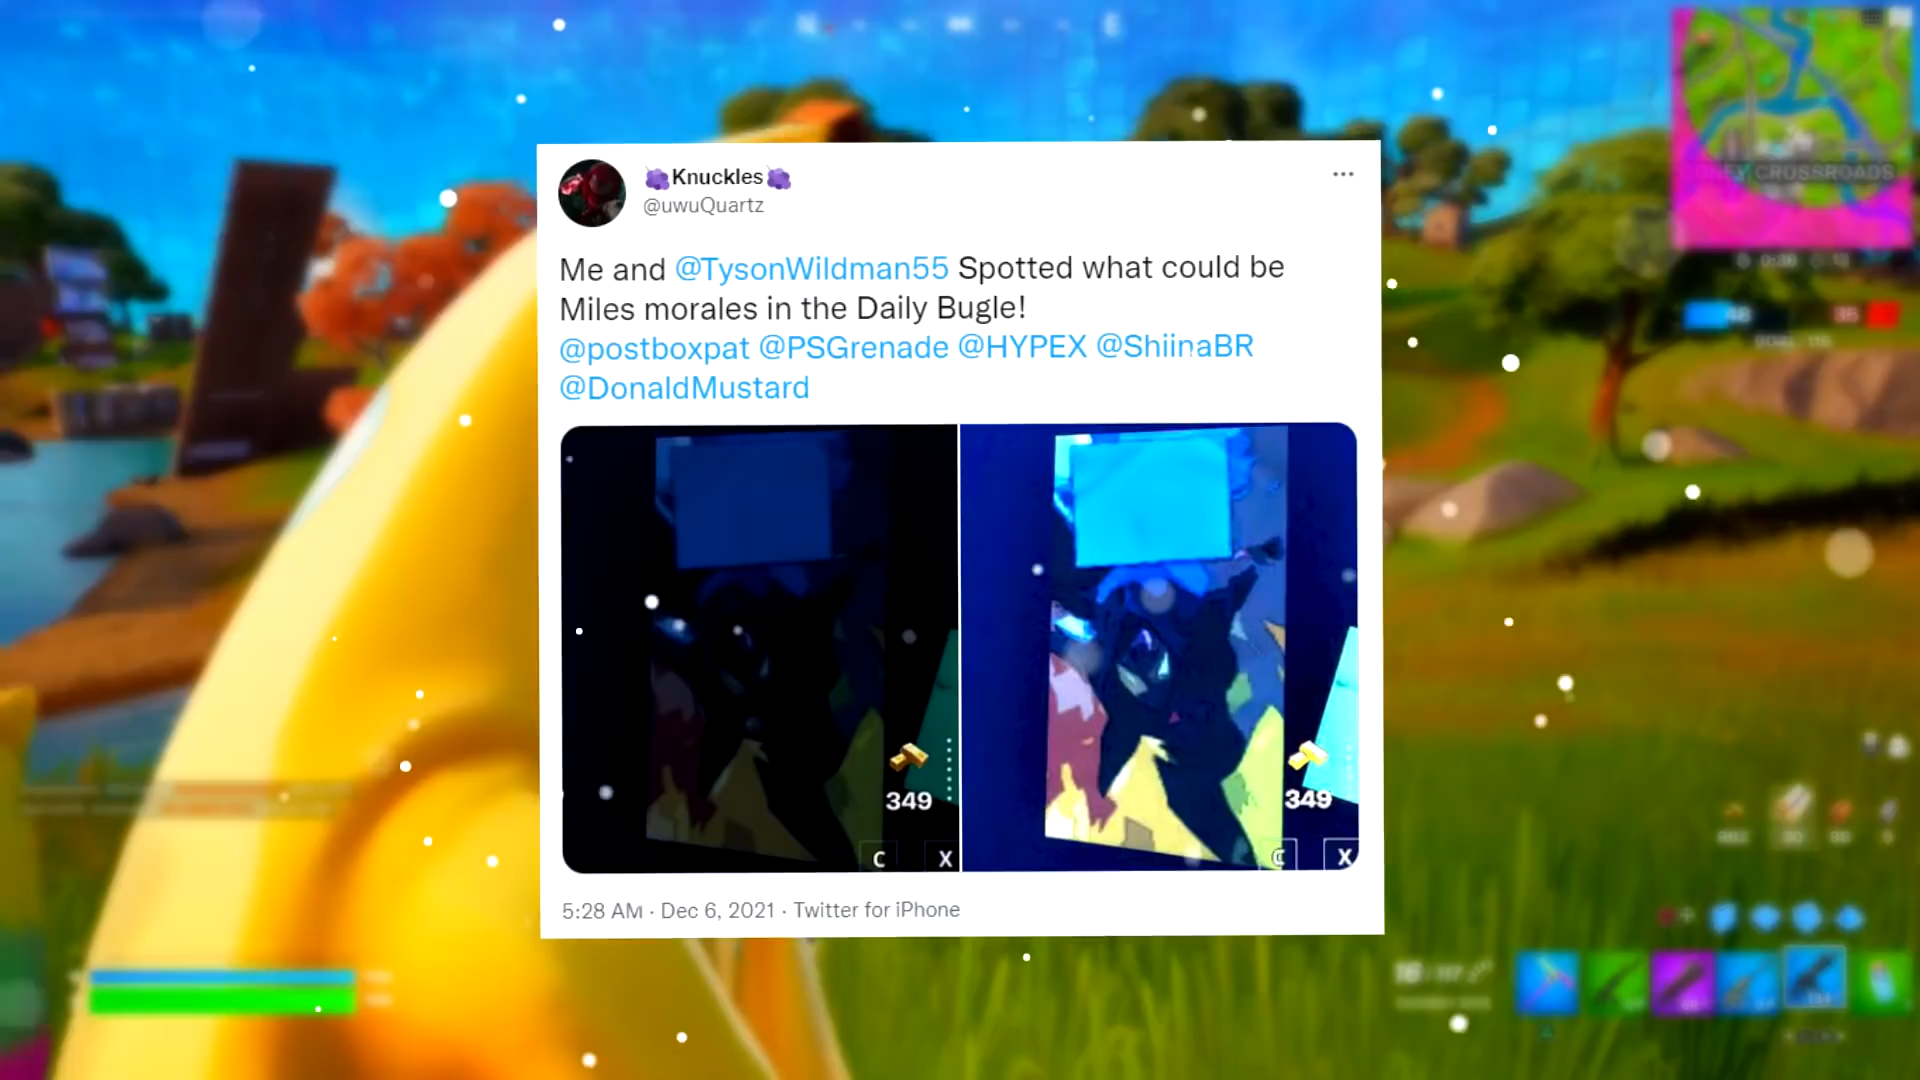 N
E
🍇Knuckles🍇
@uwuQuartz
Me and @TysonWildman55 Spotted what could be
Miles morales in the Daily Bugle!
@postboxpat @PSGrenade @HYPEX @ShiinaBR
@DonaldMustard
349
C X
349
C X
5:28 AM · Dec 6, 2021 · Twitter for iPhone
CROSSROADS